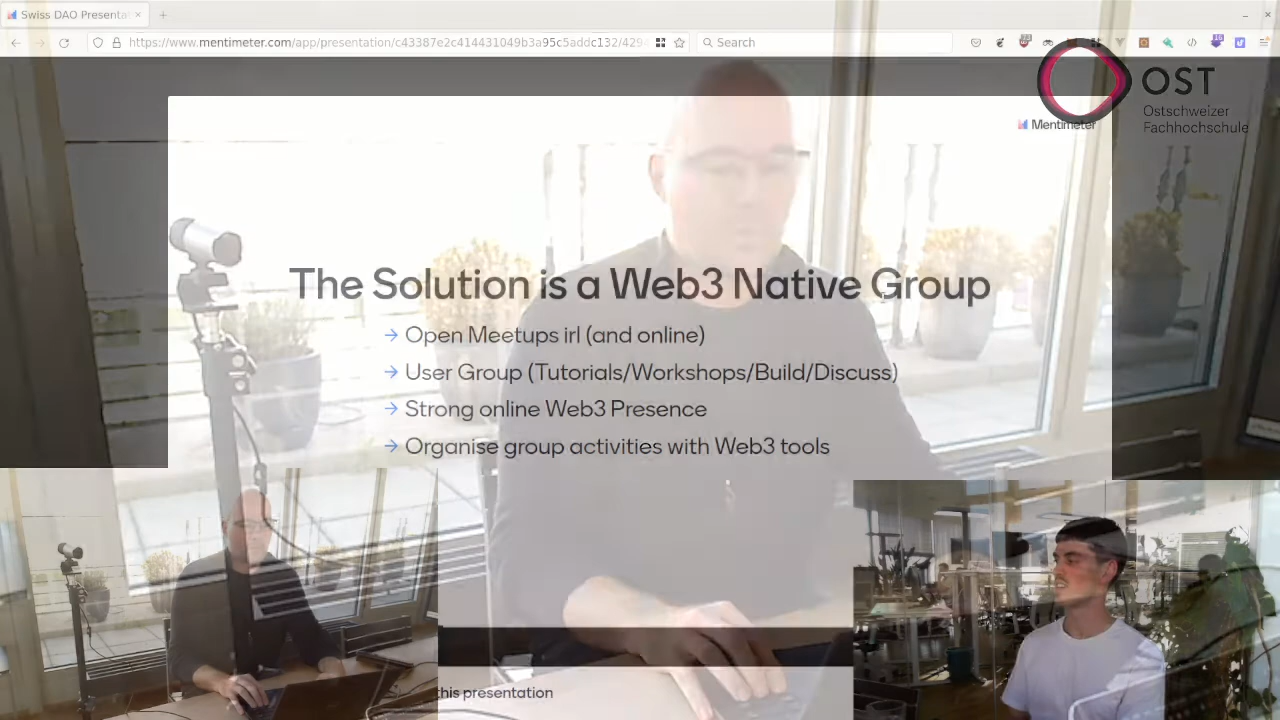 Swiss DAO Presenta
https://www.mentimeter.com/app/presentation/c43387e2c414431049b3a95c5addc132/429
Search
OST
Ostschweizer
Fachhochschule
Mentimeter
The Solution is a Web3 Native Group
→ Open Meetups irl (and online)
→ User Group (Tutorials/Workshops/Build/Discuss)
→ Strong online Web3 Presence
→ Organise group activities with Web3 tools
this presentation